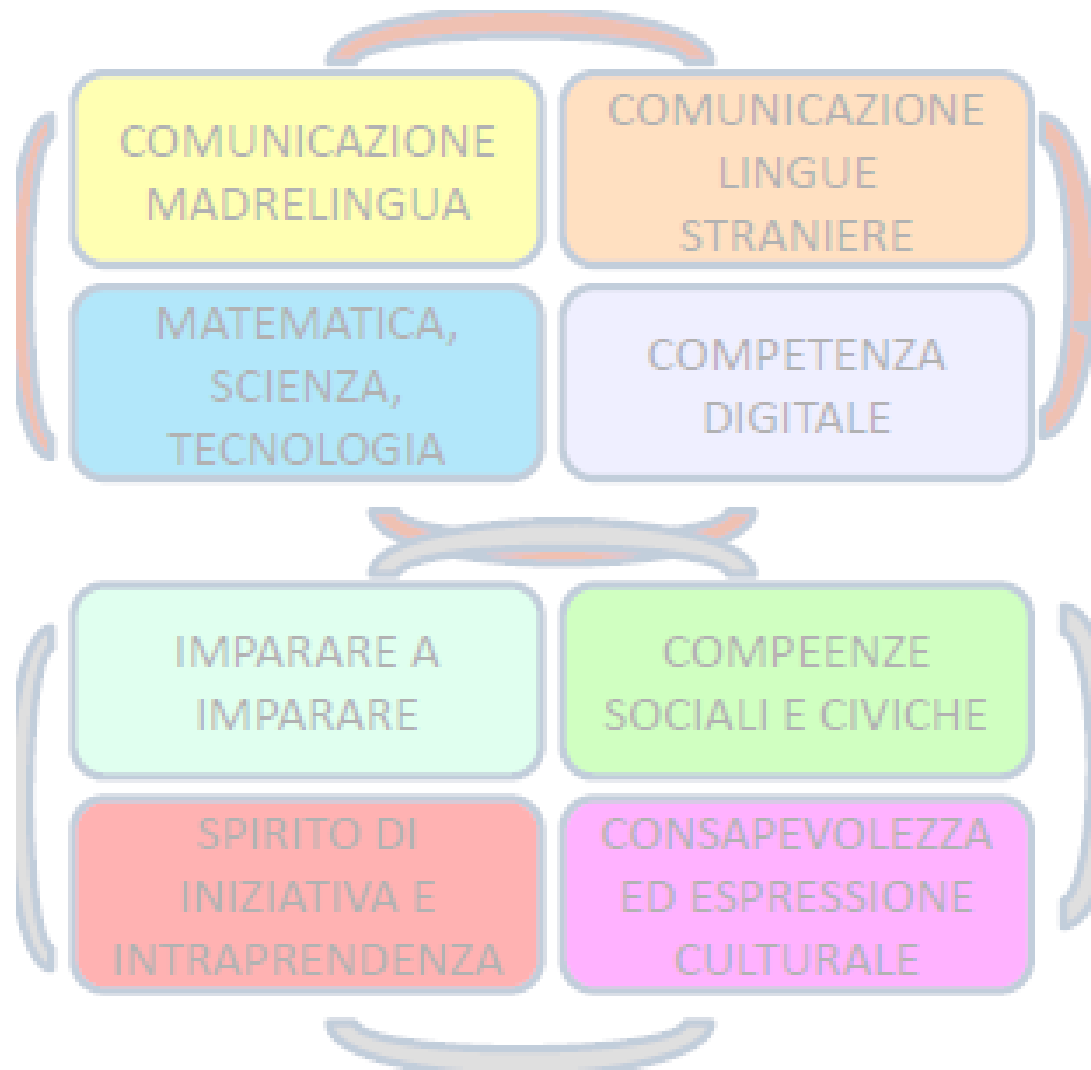 COMUNICAZIONE
MADRELINGUA
COMUNICAZIONE
LINGUE
STRANIERE
MATEMATICA,
SCIENZA,
TECNOLOGIA
COMPETENZA
DIGITALE
IMPARARE A
IMPARARE
COMPEENZE
SOCIALI E CIVICHE
SPIRITO DI
INIZIATIVA E
INTRAPRENDENZA
CONSAPEVOLEZZA
ED ESPRESSIONE
CULTURALE